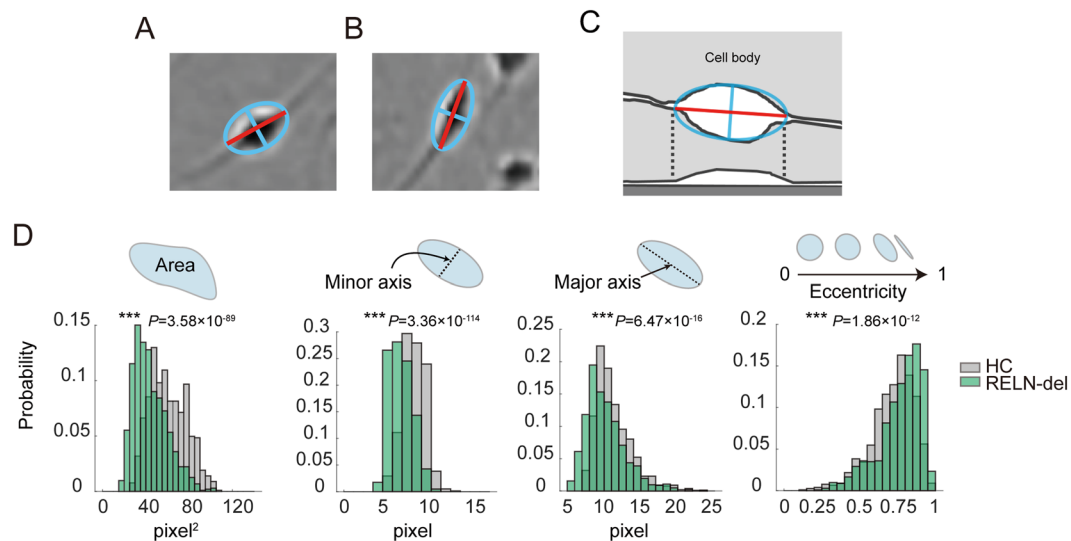 A
B
C
Cell body
D
Area
Minor axis
Major axis
0
1
Eccentricity
*** P=3.58×10-89
*** P=3.36×10-114
*** P=6.47×10-16
*** P=1.86×10-12
Probability
0.15
0.1
0.05
0
0 40 80 120
pixel²
0.3
0.25
0.2
0.15
0.1
0.05
0
0 5 10 15
pixel
0.25
0.2
0.15
0.1
0.05
0
5 10 15 20 25
pixel
0.2
0.1
0
0 0.25 0.5 0.75 1
HC
RELN-del